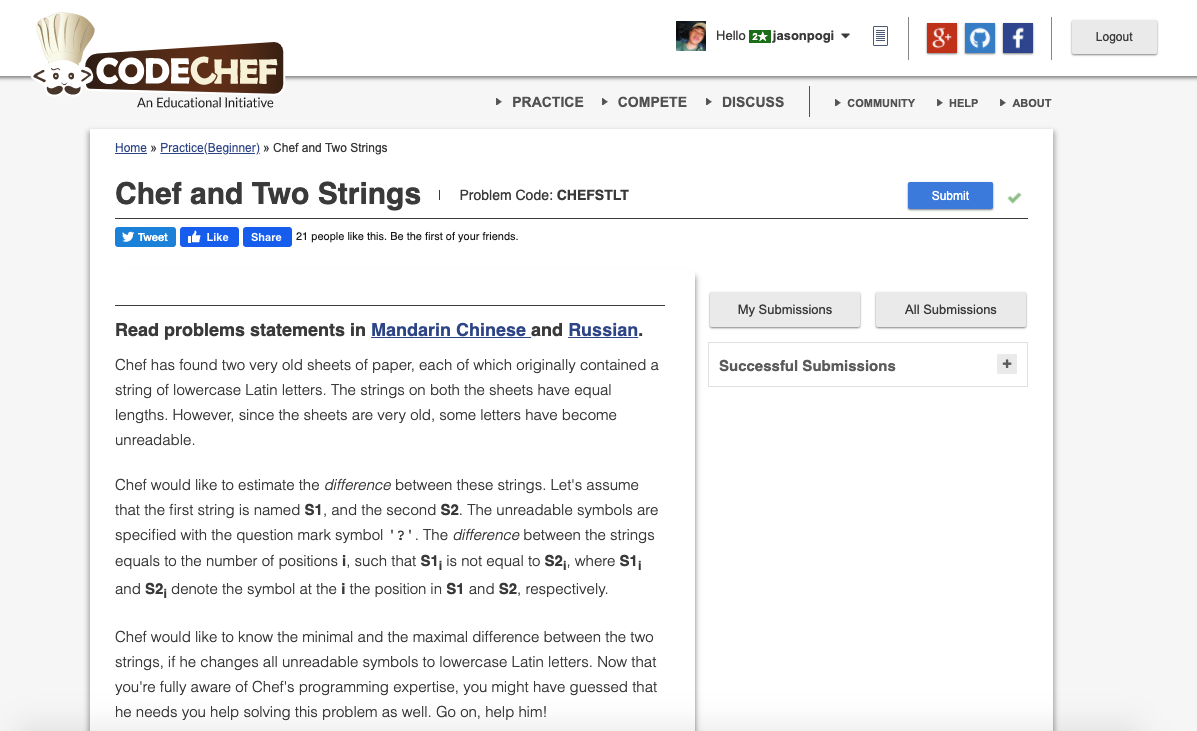 Hello 2★ jasonpogi
Logout
CODECHEF
An Educational Initiative
PRACTICE COMPETE DISCUSS COMMUNITY HELP ABOUT
Home » Practice(Beginner) » Chef and Two Strings
Chef and Two Strings | Problem Code: CHEFSTLT
Submit
Tweet Like Share 21 people like this. Be the first of your friends.
My Submissions All Submissions
Successful Submissions +
Read problems statements in Mandarin Chinese and Russian.
Chef has found two very old sheets of paper, each of which originally contained a
string of lowercase Latin letters. The strings on both the sheets have equal
lengths. However, since the sheets are very old, some letters have become
unreadable.
Chef would like to estimate the difference between these strings. Let's assume
that the first string is named S1, and the second S2. The unreadable symbols are
specified with the question mark symbol '?'. The difference between the strings
equals to the number of positions i, such that S1i is not equal to S2i, where S1i
and S2i denote the symbol at the i the position in S1 and S2, respectively.
Chef would like to know the minimal and the maximal difference between the two
strings, if he changes all unreadable symbols to lowercase Latin letters. Now that
you're fully aware of Chef's programming expertise, you might have guessed that
he needs you help solving this problem as well. Go on, help him!